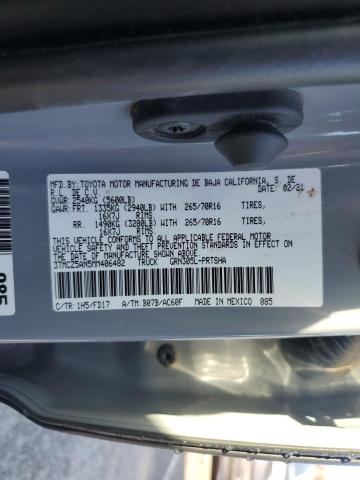 MFD.BY:TOYOTA MOTOR MANUFACTURING DE BAJA CALIFORNIA, S. DE
R L. DE C V.
DATE: 02/21
GVWR: 2540KG (5600LB)
GAWR: FRT. 1335KG (2940LB) WITH 265/70R16 TIRES,
16X7J RIMS
RR. 1490KG (3280LB) WITH 265/70R16 TIRES,
16X7J RIMS
THIS VEHICLE CONFORMS TO ALL APPLICABLE FEDERAL MOTOR
VEHICLE SAFETY AND THEFT PREVENTION STANDARDS IN EFFECT
ON THE DATE OF MANUFACTURE SHOWN ABOVE.
3TMCZ5AN5MM406482 TRUCK GRN305L-PRTSHA
C/TR: 1H5/FD17 A/TM: B07B/AC60F MADE IN MEXICO 085
085